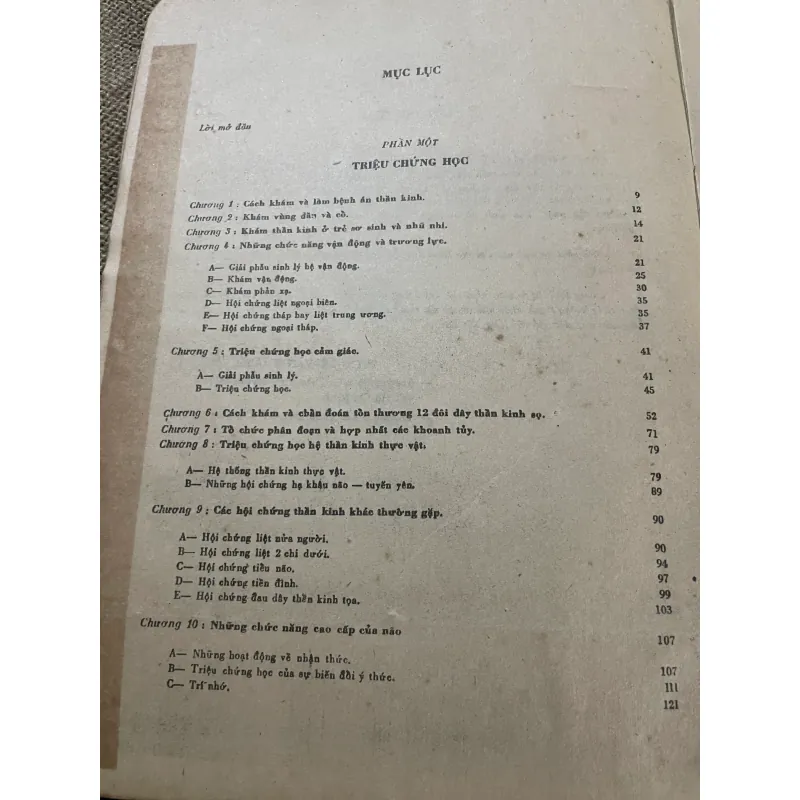 MỤC LỤC
Lời mở đầu
PHẦN MỘT
TRIỆU CHỨNG HỌC
Chương 1 : Cách khám và làm bệnh án thần kinh. 9
Chương 2 : Khám vùng đầu và cổ. 12
Chương 3 : Khám thần kinh ở trẻ sơ sinh và nhũ nhi. 14
Chương 4 : Những chức năng vận động và trương lực. 21
A— Giải phẫu sinh lý hệ vận động. 21
B— Khám vận động. 25
C— Khám phản xạ. 30
D— Hội chứng liệt ngoại biên. 35
E— Hội chứng tháp hay liệt trung ương. 35
F— Hội chứng ngoại tháp. 37
Chương 5 : Triệu chứng học cảm giác. 41
A— Giải phẫu sinh lý. 41
B— Triệu chứng học. 45
Chương 6 : Cách khám và chẩn đoán tổn thương 12 đôi dây thần kinh sọ. 52
Chương 7 : Tổ chức phân đoạn và hợp nhất các khoanh tủy. 71
Chương 8 : Triệu chứng học hệ thần kinh thực vật. 79
A— Hệ thống thần kinh thực vật. 79
B— Những hội chứng hạ khâu não — tuyến yên. 89
Chương 9 : Các hội chứng thần kinh khác thường gặp. 90
A— Hội chứng liệt nửa người. 90
B— Hội chứng liệt 2 chi dưới. 94
C— Hội chứng tiểu não. 97
D— Hội chứng tiền đình. 99
E— Hội chứng đau dây thần kinh tọa. 103
Chương 10 : Những chức năng cao cấp của não 107
A— Những hoạt động về nhận thức. 107
B— Triệu chứng học của sự biến đổi ý thức. 111
C— Trí nhớ. 121